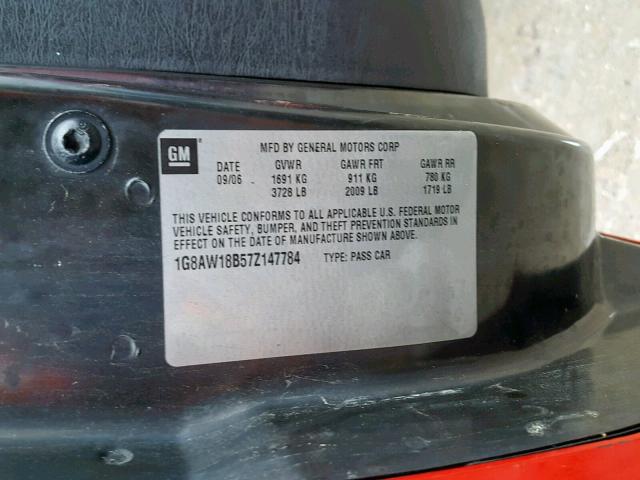 GM
MFD BY GENERAL MOTORS CORP
DATE GVWR GAWR FRT GAWR RR
09/06 1691 KG 911 KG 780 KG
3728 LB 2009 LB 1719 LB
THIS VEHICLE CONFORMS TO ALL APPLICABLE U.S. FEDERAL MOTOR
VEHICLE SAFETY, BUMPER, AND THEFT PREVENTION STANDARDS IN
EFFECT ON THE DATE OF MANUFACTURE SHOWN ABOVE.
1G8AW18B57Z147784 TYPE: PASS CAR